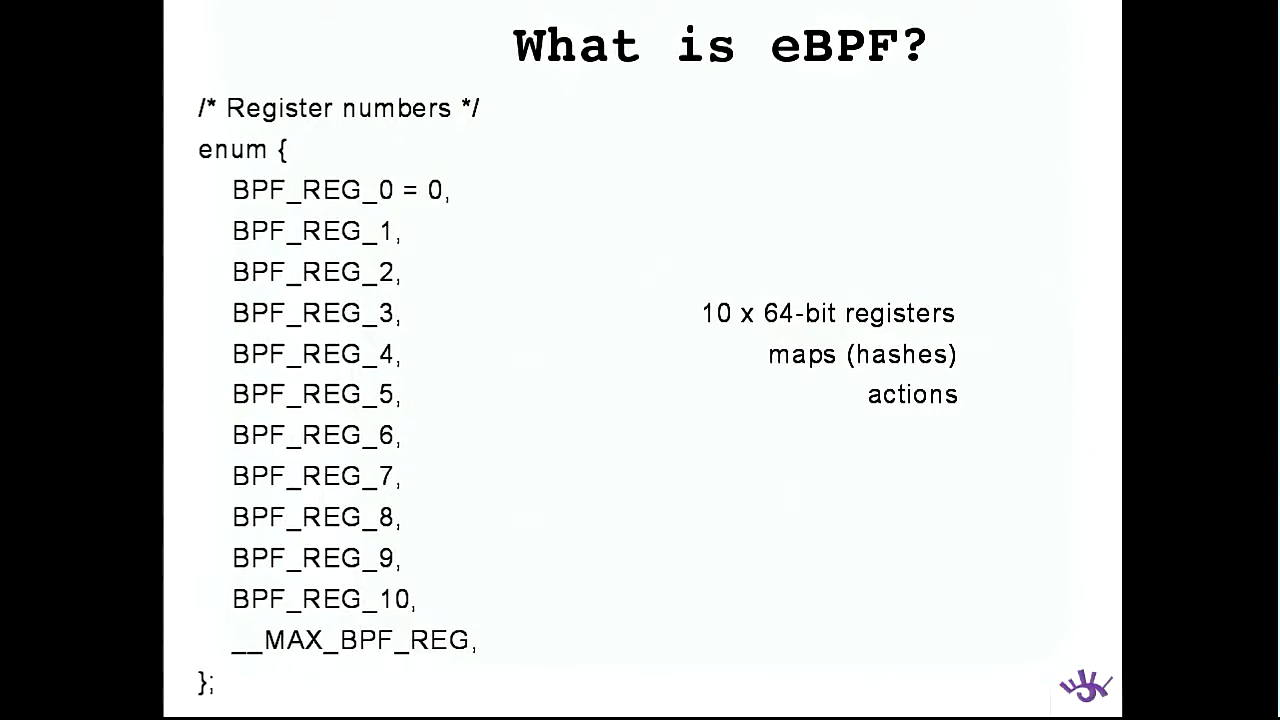 What is eBPF?
/* Register numbers */
enum {
BPF_REG_0 = 0,
BPF_REG_1,
BPF_REG_2,
BPF_REG_3,
BPF_REG_4,
BPF_REG_5,
BPF_REG_6,
BPF_REG_7,
BPF_REG_8,
BPF_REG_9,
BPF_REG_10,
__MAX_BPF_REG,
};
10 x 64-bit registers
maps (hashes)
actions